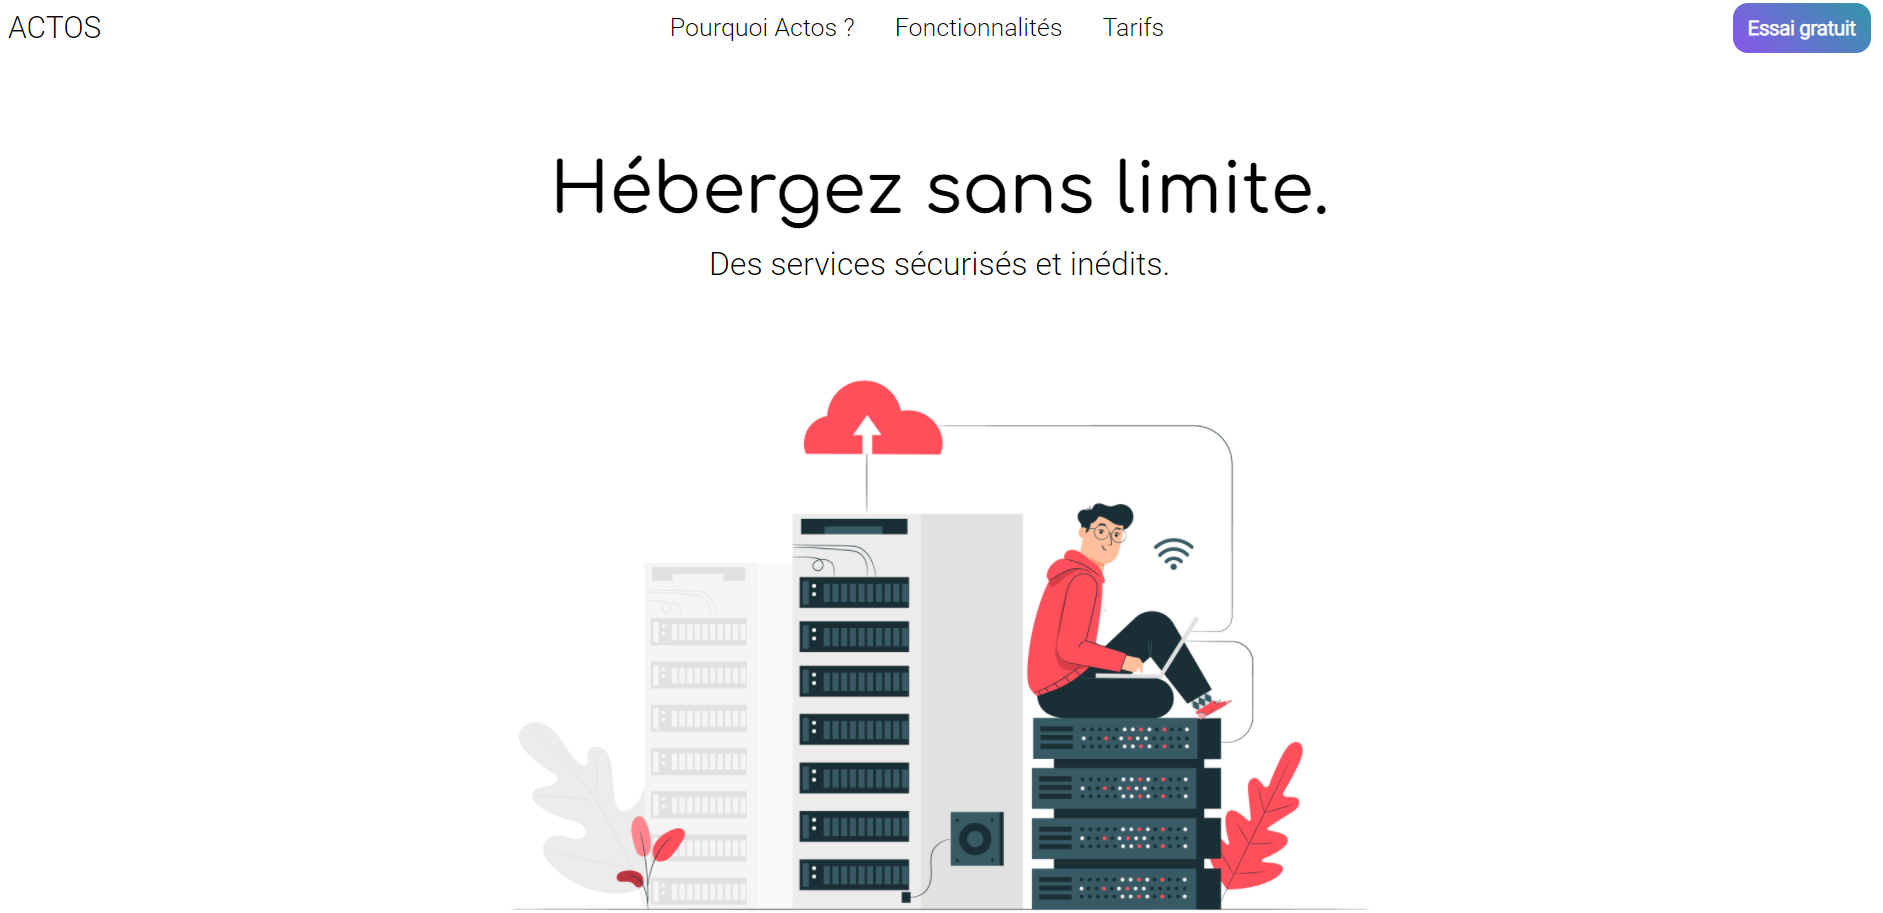 ACTOS
Pourquoi Actos ?
Fonctionnalités
Tarifs
Essai gratuit
Hébergez sans limite.
Des services sécurisés et inédits.